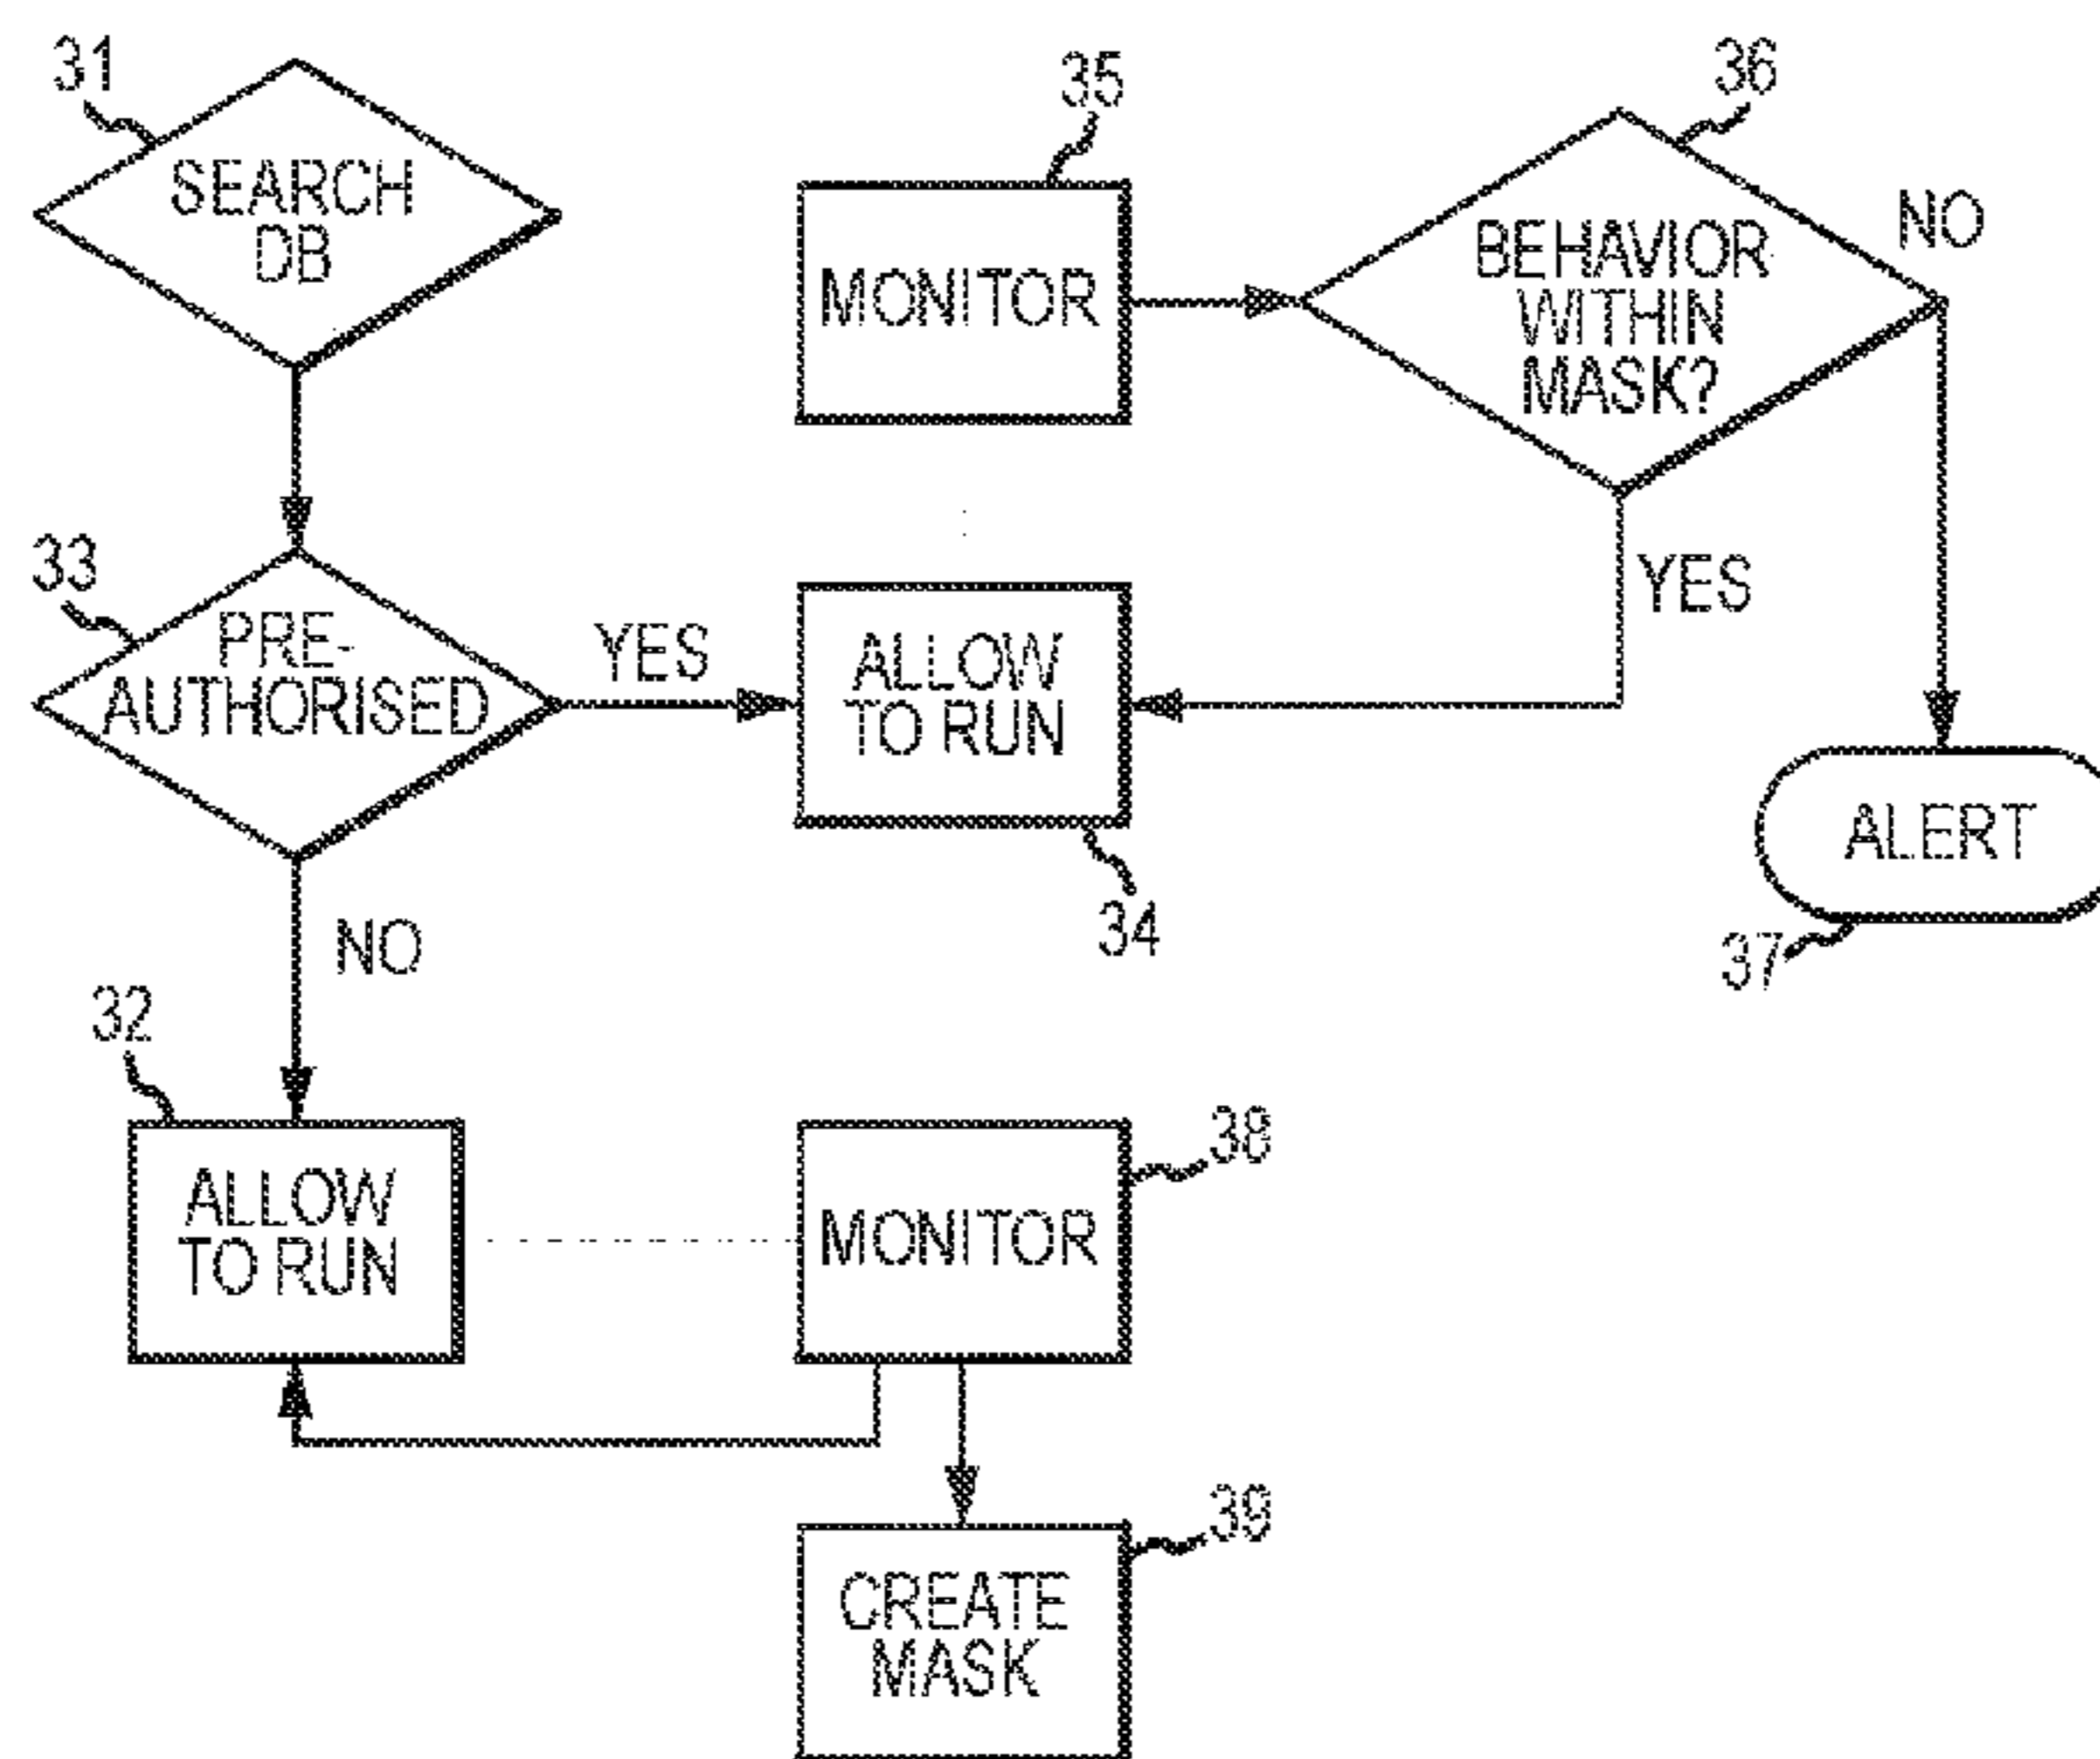 31
SEARCH
DB
35
MONITOR
36
BEHAVIOR
WITHIN
MASK?
NO
YES
33
PRE-
AUTHORISED
YES
ALLOW
TO RUN
34
ALERT
37
NO
32
ALLOW
TO RUN
MONITOR
38
CREATE
MASK
39